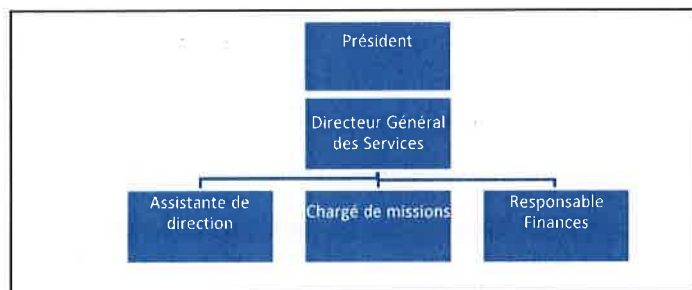 Président
Directeur Général
des Services
Assistante de
direction
Chargé de missions
Responsable
Finances